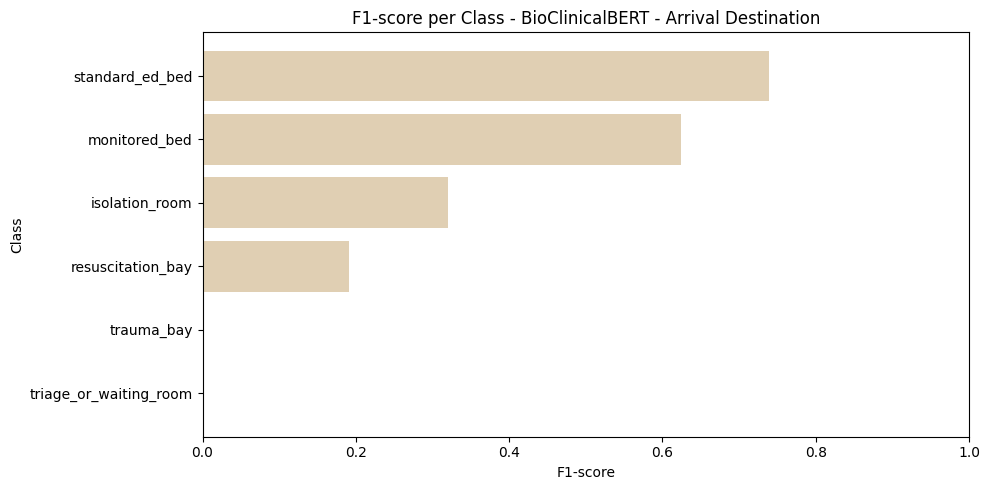 F1-score per Class - BioClinicalBERT - Arrival Destination
Class
standard_ed_bed
monitored_bed
isolation_room
resuscitation_bay
trauma_bay
triage_or_waiting_room
0.0 0.2 0.4 0.6 0.8 1.0
F1-score